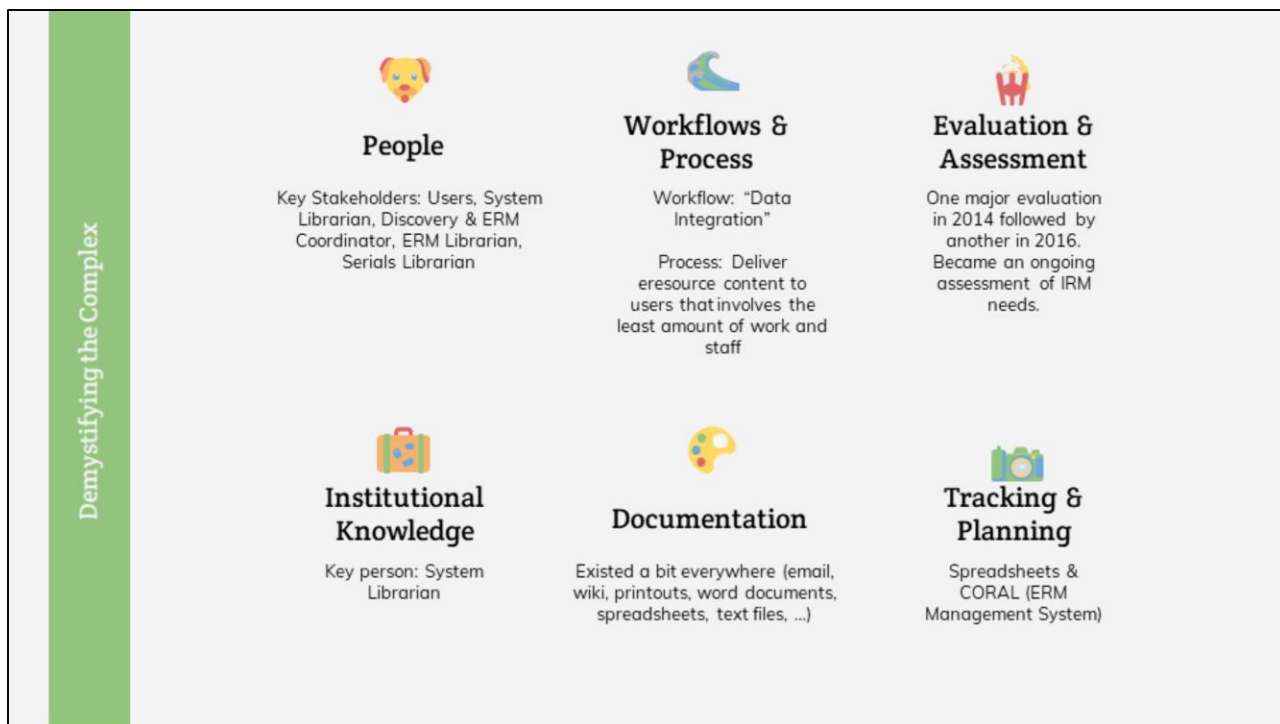 Demystifying the Complex
People
Key Stakeholders: Users, System
Librarian, Discovery & ERM
Coordinator, ERM Librarian,
Serials Librarian
Workflows &
Process
Workflow: “Data
Integration”
Process: Deliver
eresource content to
users that involves the
least amount of work and
staff
Evaluation &
Assessment
One major evaluation
in 2014 followed by
another in 2016.
Became an ongoing
assessment of IRM
needs.
Institutional
Knowledge
Key person: System
Librarian
Documentation
Existed a bit everywhere (email,
wiki, printouts, word documents,
spreadsheets, text files, ...)
Tracking &
Planning
Spreadsheets &
CORAL (ERM
Management System)